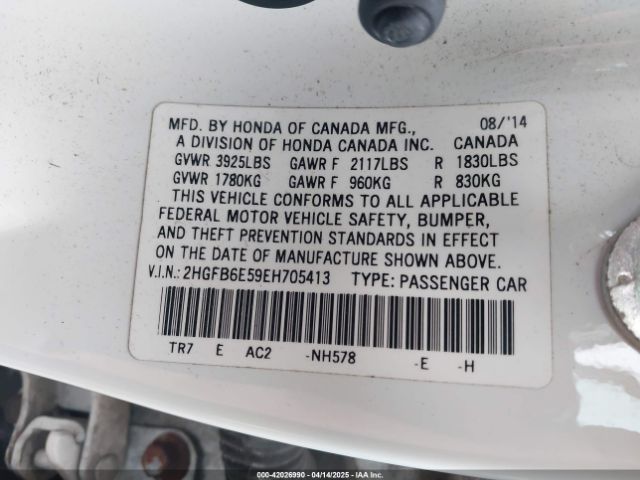 MFD. BY HONDA OF CANADA MFG., 08/'14
A DIVISION OF HONDA CANADA INC. CANADA
GVWR 3925LBS GAWR F 2117LBS R 1830LBS
GVWR 1780KG GAWR F 960KG R 830KG
THIS VEHICLE CONFORMS TO ALL APPLICABLE
FEDERAL MOTOR VEHICLE SAFETY, BUMPER,
AND THEFT PREVENTION STANDARDS IN EFFECT
ON THE DATE OF MANUFACTURE SHOWN ABOVE.
V.I.N.: 2HGFB6E59EH705413 TYPE: PASSENGER CAR
TR7 E AC2 -NH578 -E -H
000-42026990 - 04/14/2025 - IAA Inc.